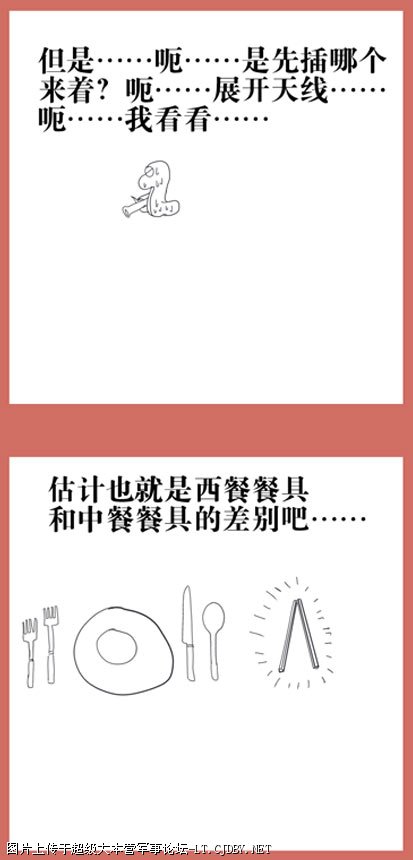 但是……呃……是先插哪个
来着？呃……展开天线……
呃……我看看……
估计也就是西餐餐具
和中餐餐具的差别吧……
图片上传于超级大本营军事论坛-LT.CJDBY.NET